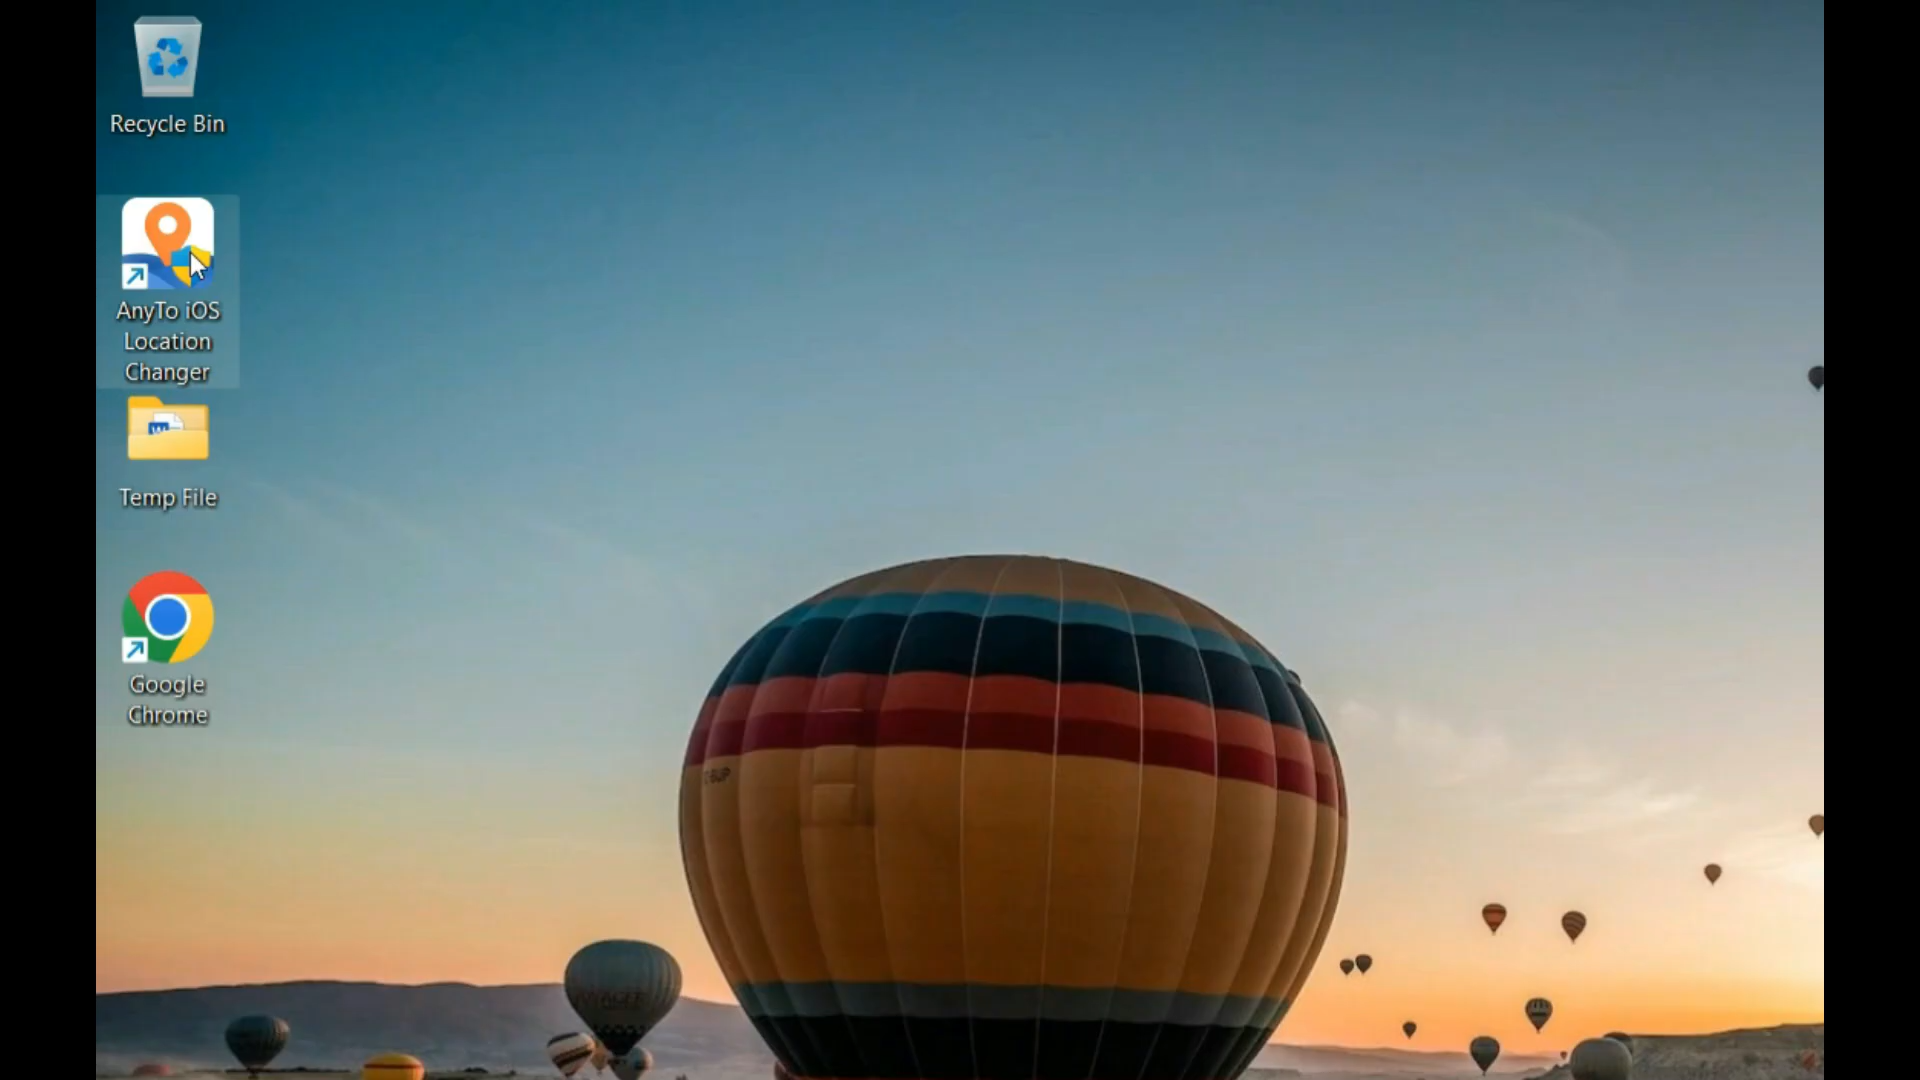 Recycle Bin
AnyTo iOS
Location
Changer
Temp File
Google
Chrome